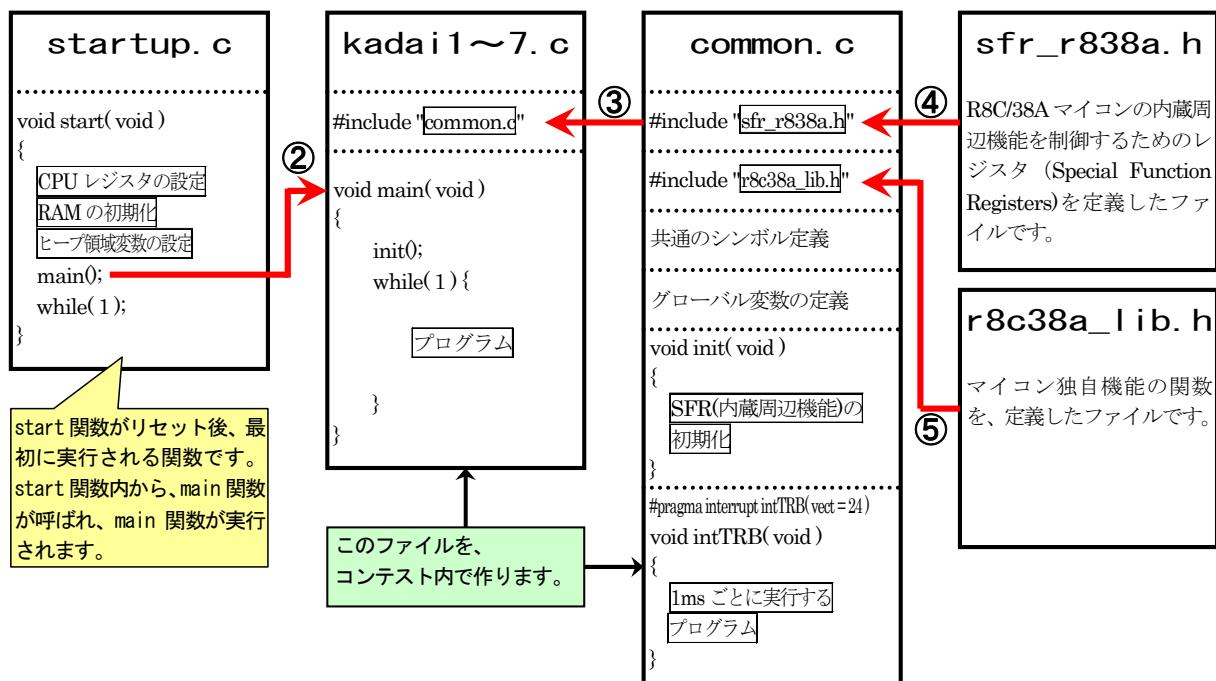 startup.c
void start( void )
{
CPU レジスタの設定
RAM の初期化
ヒープ領域変数の設定
main();
while( 1 );
}
start 関数がリセット後、最
初に実行される関数です。
start 関数内から、main 関数
が呼ばれ、main 関数が実行
されます。
②
kadai1～7.c
#include "common.c"
void main( void )
{
init();
while( 1 ) {
プログラム
}
}
このファイルを、
コンテスト内で作ります。
③
common.c
#include "sfr_r838a.h"
#include "r8c38a_lib.h"
共通のシンボル定義
グローバル変数の定義
void init( void )
{
SFR(内蔵周辺機能)の
初期化
}
#pragma interrupt intTRB( vect = 24 )
void intTRB( void )
{
1ms ごとに実行する
プログラム
}
④
sfr_r838a.h
R8C/38A マイコンの内蔵周
辺機能を制御するためのレ
ジスタ（Special Function
Registers)を定義したファ
イルです。
⑤
r8c38a_lib.h
マイコン独自機能の関数
を、定義したファイルです。